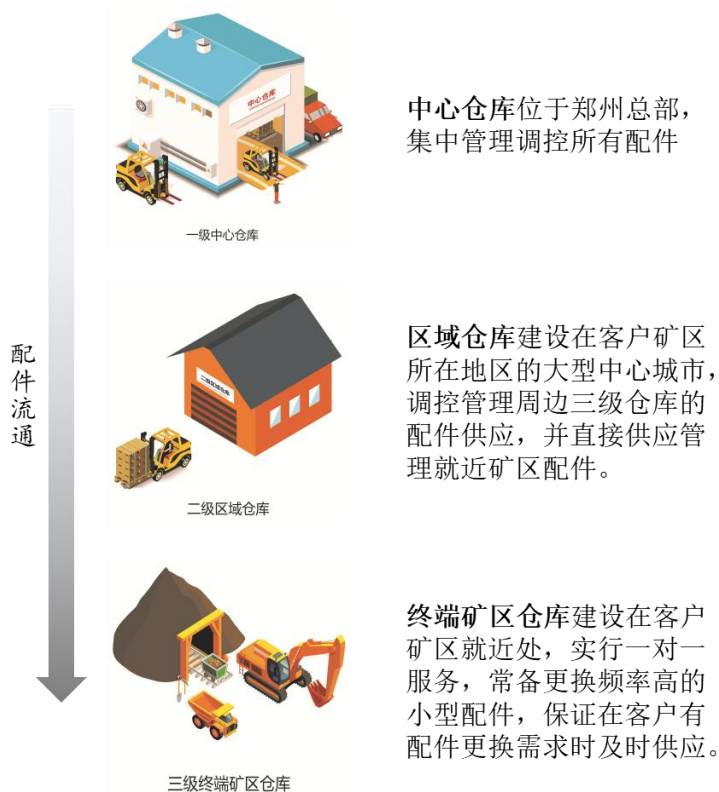 中心仓库
中心仓库位于郑州总部，
集中管理调控所有配件
一级中心仓库
配件流通
二级区域仓库
区域仓库建设在客户矿区
所在地区的大型中心城市，
调控管理周边三级仓库的
配件供应，并直接供应管
理就近矿区配件。
二级区域仓库
终端矿区仓库建设在客户
矿区就近处，实行一对一
服务，常备更换频率高的
小型配件，保证在客户有
配件更换需求时及时供应。
三级终端矿区仓库